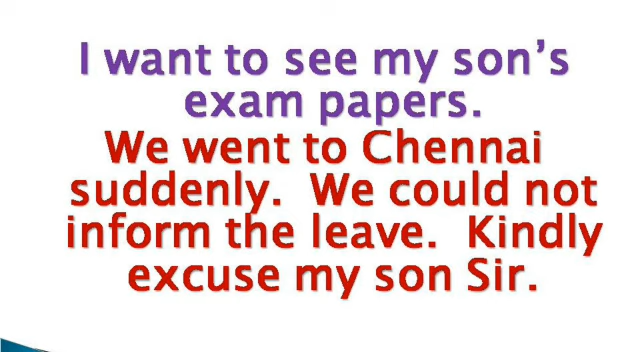 I want to see my son’s
exam papers.
We went to Chennai
suddenly.  We could not
inform the leave.  Kindly
excuse my son Sir.